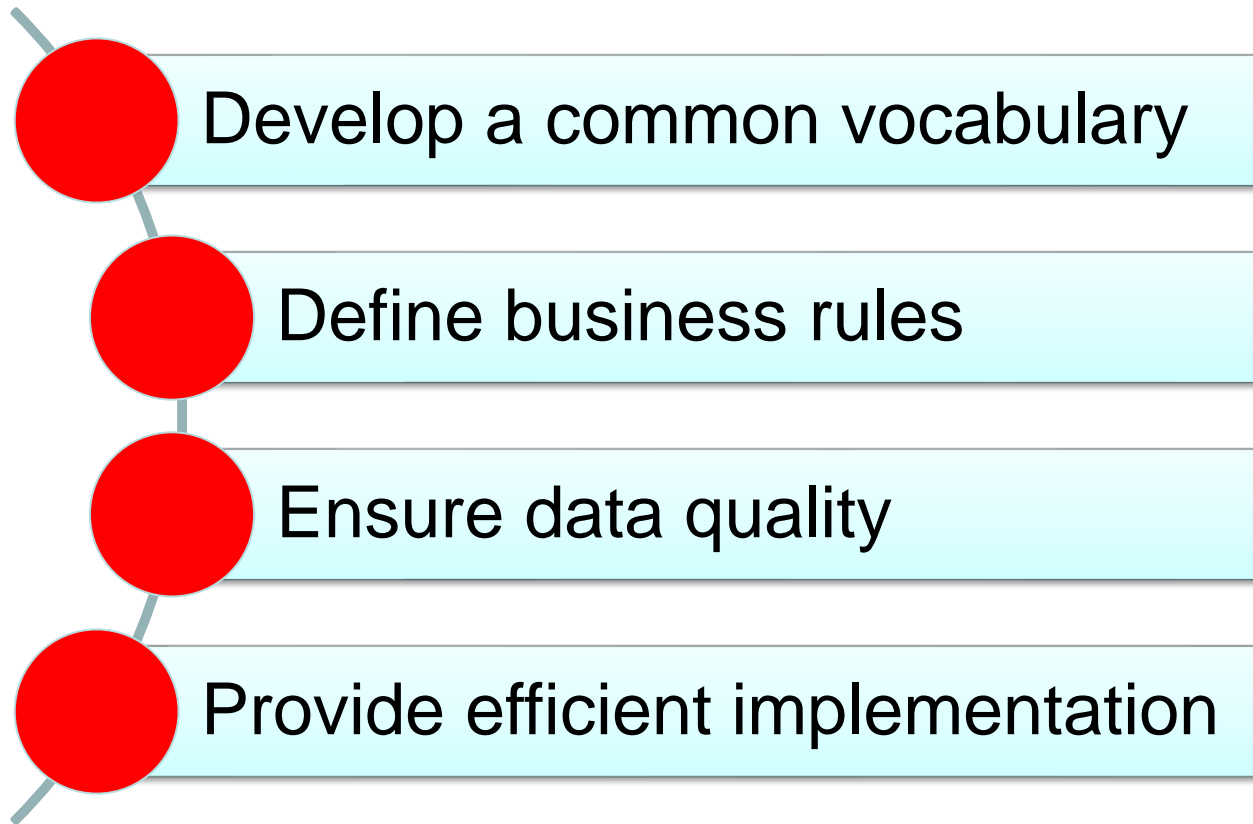 Develop a common vocabulary
Define business rules
Ensure data quality
Provide efficient implementation